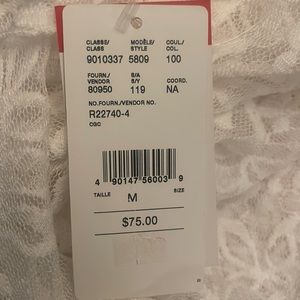 CLASSE/ MODÈLE/ COUL./
CLASS STYLE COL.
9010337 5809 100
FOURN./ S/A
VENDOR S/Y COORD.
80950 119 NA
NO.FOURN./VENDOR NO.
R22740-4
CGC
4 90147 56003 9
TAILLE M SIZE
$75.00